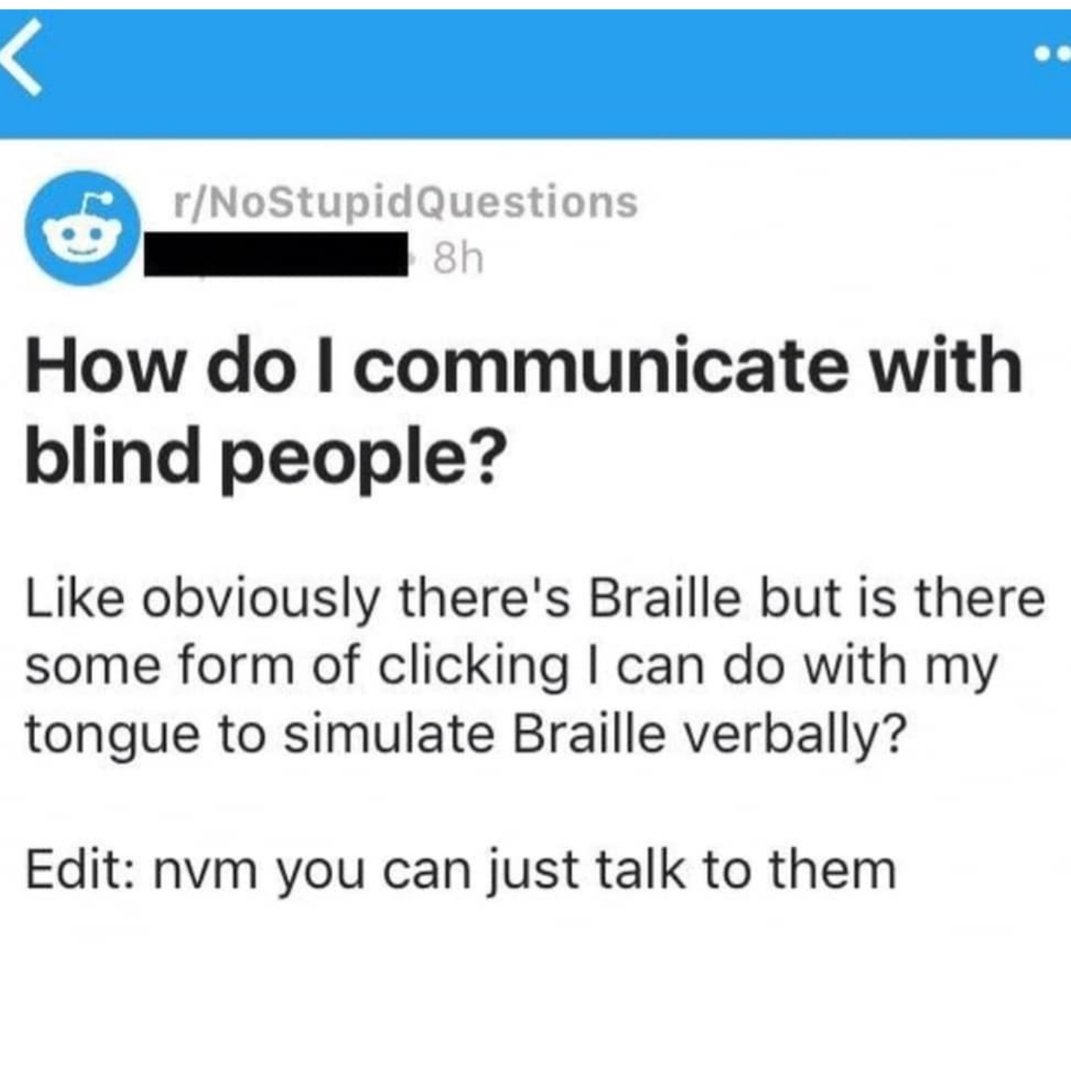 r/NoStupidQuestions
8h
How do I communicate with
blind people?
Like obviously there's Braille but is there
some form of clicking I can do with my
tongue to simulate Braille verbally?
Edit: nvm you can just talk to them